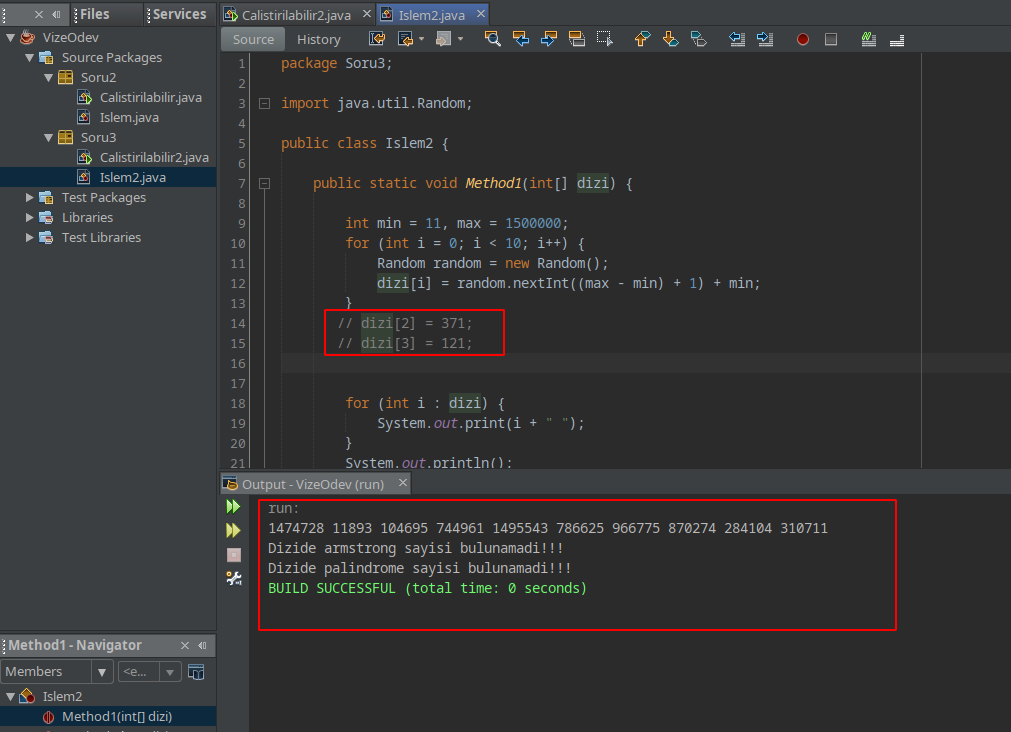 Files
Services
VizeOdev
Source Packages
Soru2
Calistirilabilir.java
Islem.java
Soru3
Calistirilabilir2.java
Islem2.java
Test Packages
Libraries
Test Libraries
Calistirilabilir2.java
Islem2.java
Source History
1 package Soru3;
2
3 import java.util.Random;
4
5 public class Islem2 {
6
7 public static void Method1(int[] dizi) {
8
9 int min = 11, max = 1500000;
10 for (int i = 0; i < 10; i++) {
11 Random random = new Random();
12 dizi[i] = random.nextInt((max - min) + 1) + min;
13 }
14 // dizi[2] = 371;
15 // dizi[3] = 121;
16
17
18 for (int i : dizi) {
19 System.out.print(i + " ");
20 }
21 System.out.println();
Output - VizeOdev (run)
run:
1474728 11893 104695 744961 1495543 786625 966775 870274 284104 310711
Dizide armstrong sayisi bulunamadi!!!
Dizide palindrome sayisi bulunamadi!!!
BUILD SUCCESSFUL (total time: 0 seconds)
Method1 - Navigator
Members
<e...
Islem2
Method1(int[] dizi)